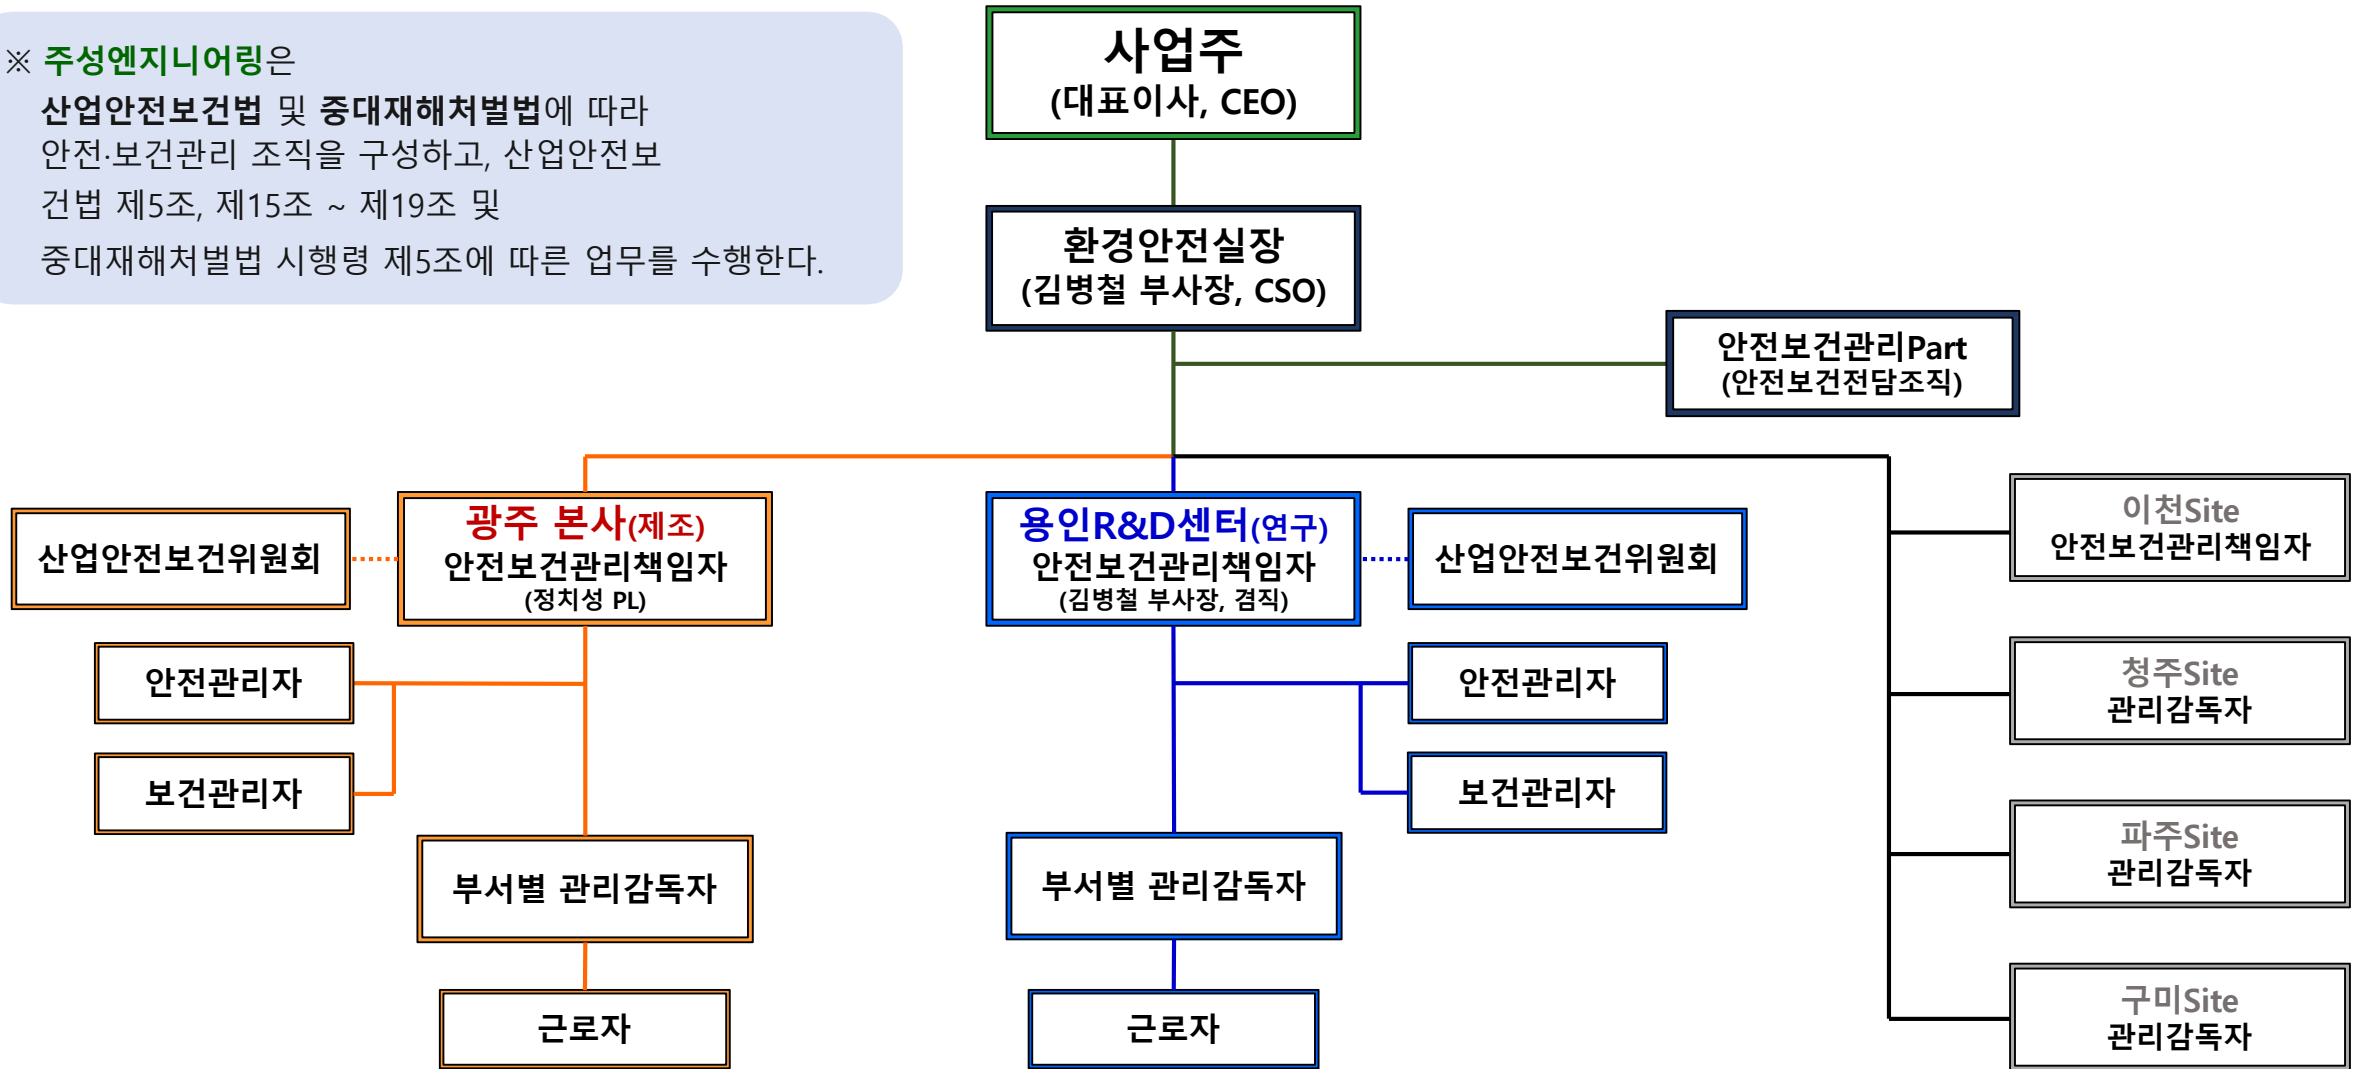 ※ 주성엔지니어링은
산업안전보건법 및 중대재해처벌법에 따라
안전·보건관리 조직을 구성하고, 산업안전보
건법 제5조, 제15조 ~ 제19조 및
중대재해처벌법 시행령 제5조에 따른 업무를 수행한다.
사업주
(대표이사, CEO)
환경안전실장
(김병철 부사장, CSO)
안전보건관리Part
(안전보건전담조직)
산업안전보건위원회
광주 본사(제조)
안전보건관리책임자
(정치성 PL)
안전관리자
보건관리자
부서별 관리감독자
근로자
용인R&D센터(연구)
안전보건관리책임자
(김병철 부사장, 겸직)
산업안전보건위원회
안전관리자
보건관리자
부서별 관리감독자
근로자
이천Site
안전보건관리책임자
청주Site
관리감독자
파주Site
관리감독자
구미Site
관리감독자